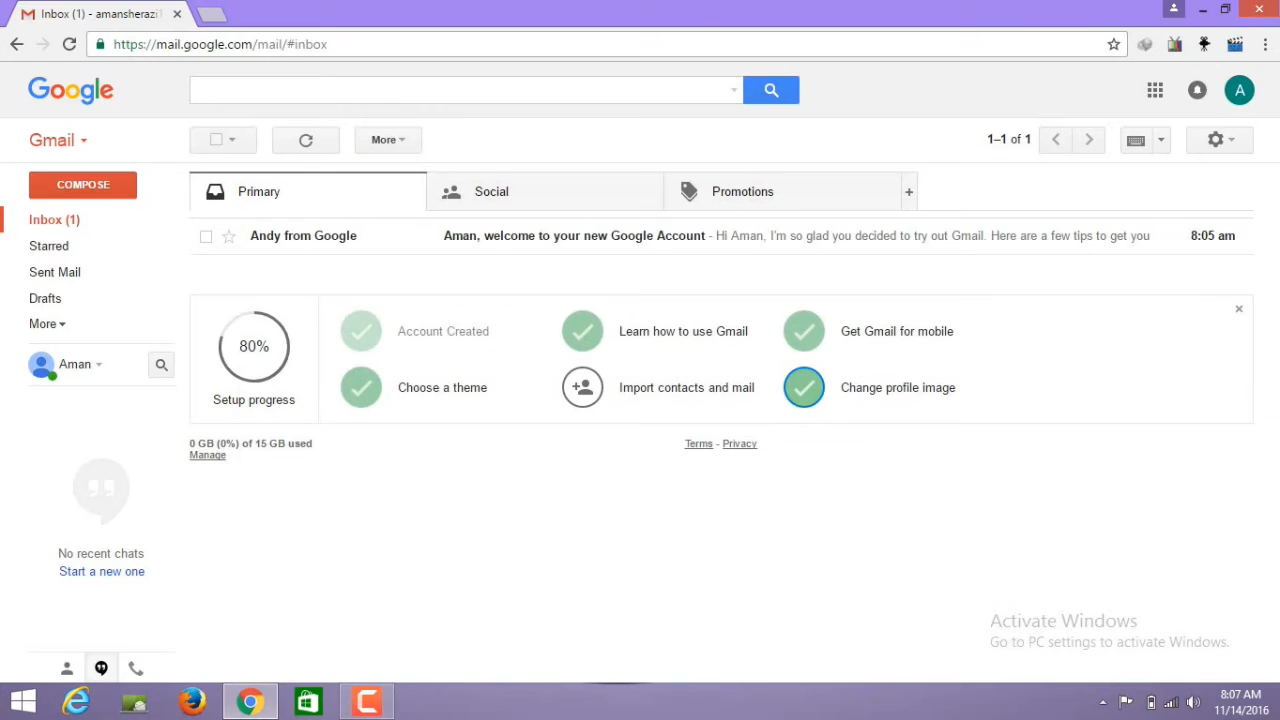 Inbox (1) - amansherazi1
https://mail.google.com/mail/#inbox
Google
A
Gmail
More
1–1 of 1
COMPOSE
Primary
Social
Promotions
+
Inbox (1)
Andy from Google
Aman, welcome to your new Google Account - Hi Aman, I'm so glad you decided to try out Gmail. Here are a few tips to get you
8:05 am
Starred
Sent Mail
Drafts
More
80%
Setup progress
Account Created
Learn how to use Gmail
Get Gmail for mobile
Choose a theme
Import contacts and mail
Change profile image
Aman
0 GB (0%) of 15 GB used
Manage
Terms - Privacy
No recent chats
Start a new one
Activate Windows
Go to PC settings to activate Windows.
8:07 AM
11/14/2016